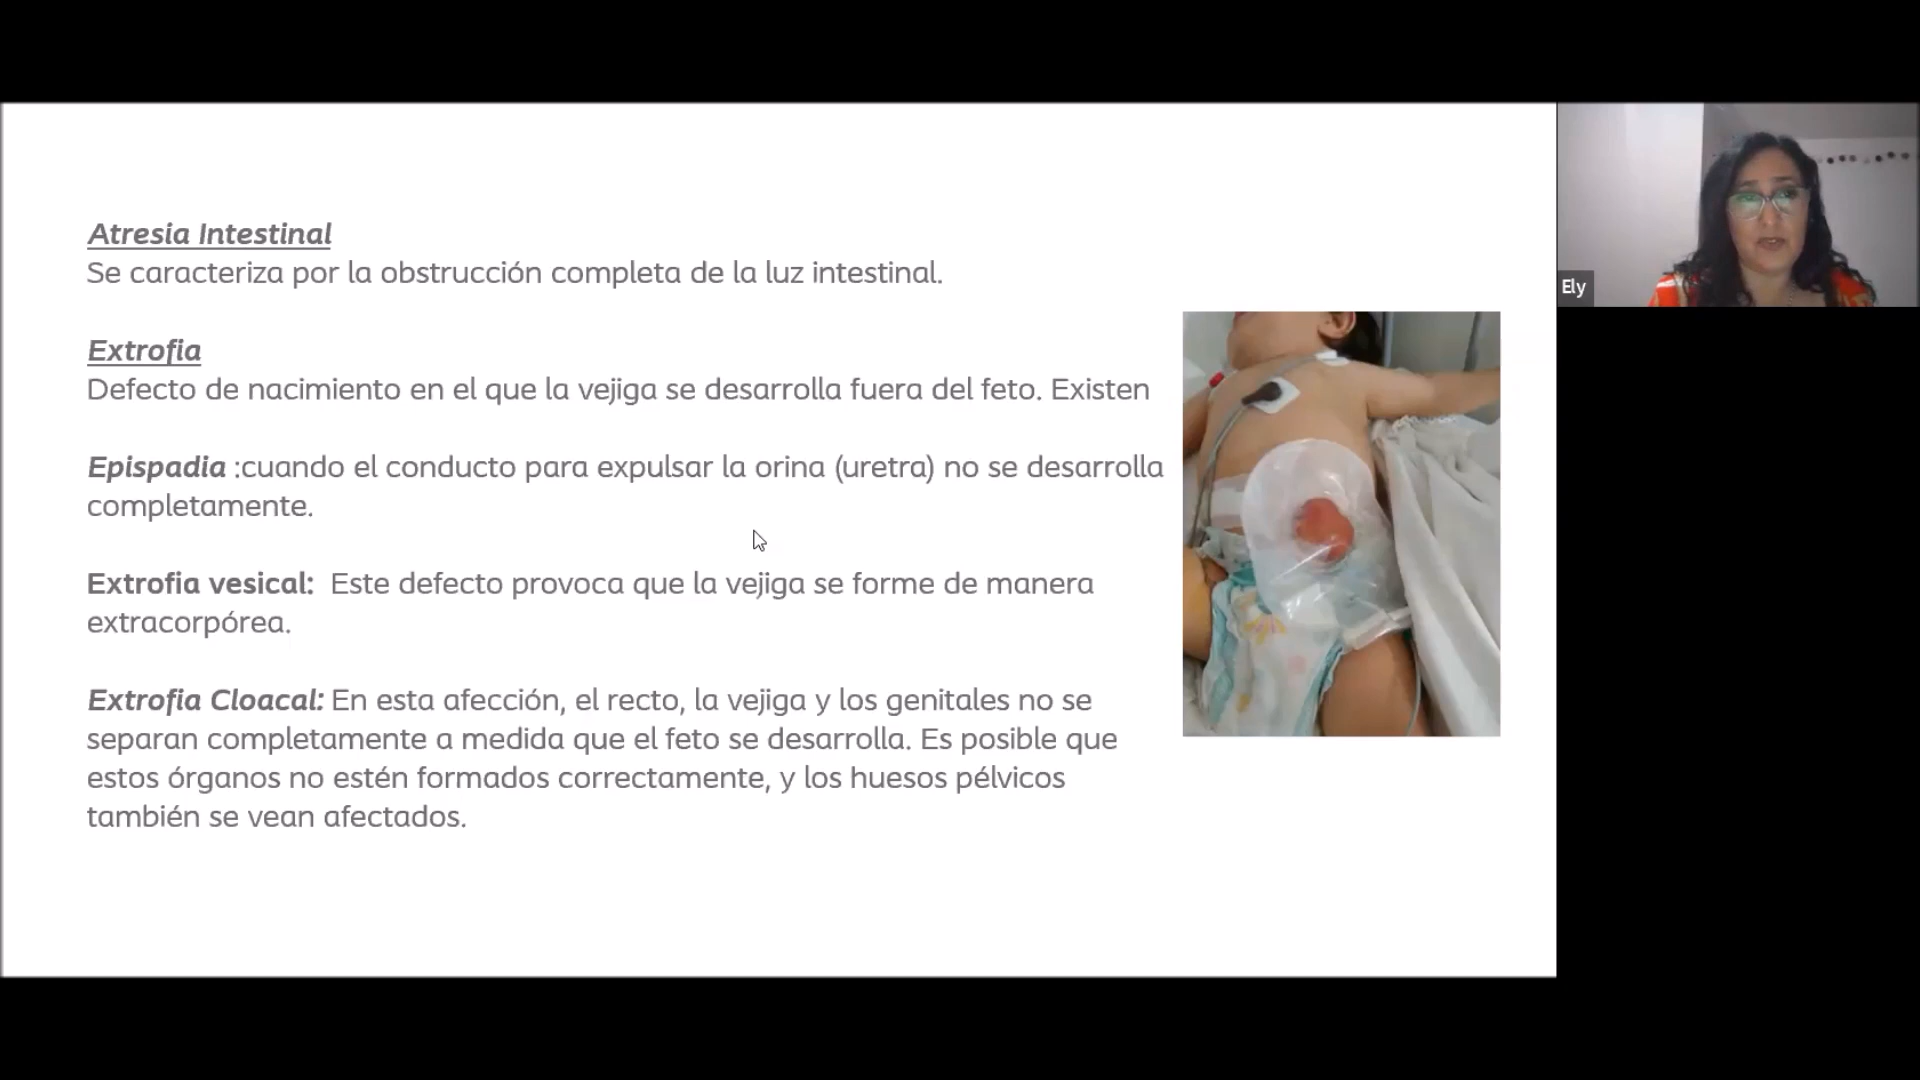 Atresia Intestinal
Se caracteriza por la obstrucción completa de la luz intestinal.
Extrofia
Defecto de nacimiento en el que la vejiga se desarrolla fuera del feto. Existen
Epispadia :cuando el conducto para expulsar la orina (uretra) no se desarrolla
completamente.
Extrofia vesical: Este defecto provoca que la vejiga se forme de manera
extracorpórea.
Extrofia Cloacal: En esta afección, el recto, la vejiga y los genitales no se
separan completamente a medida que el feto se desarrolla. Es posible que
estos órganos no estén formados correctamente, y los huesos pélvicos
también se vean afectados.
Ely